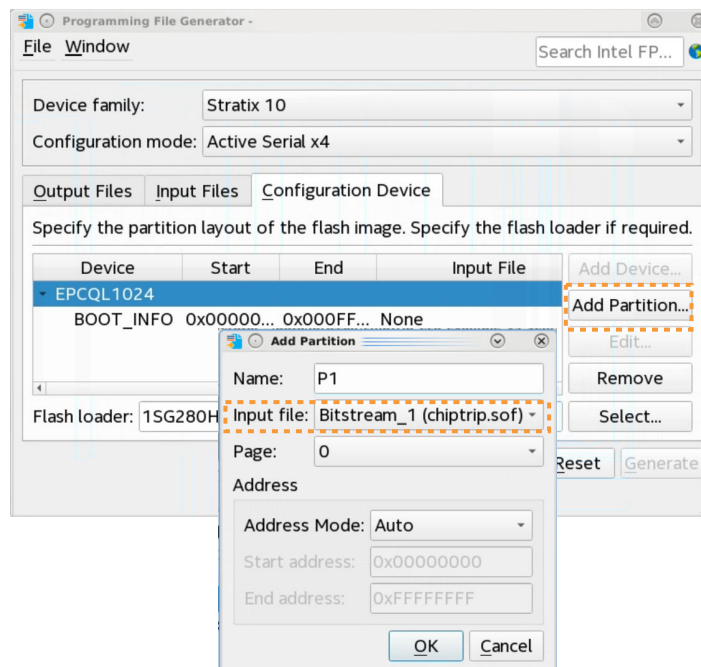 Programming File Generator -
File Window
Search Intel FP...
Device family: Stratix 10
Configuration mode: Active Serial x4
Output Files Input Files Configuration Device
Specify the partition layout of the flash image. Specify the flash loader if required.
Device Start End Input File
Add Device...
EPCQL1024
Add Partition...
BOOT_INFO 0x00000... 0x000FF... None
Edit...
Add Partition
Name: P1
Remove
Flash loader: 1SG280H
Input file: Bitstream_1 (chiptrip.sof)
Select...
Page: 0
Reset Generate
Address
Address Mode: Auto
Start address: 0x00000000
End address: 0xFFFFFFFF
OK Cancel